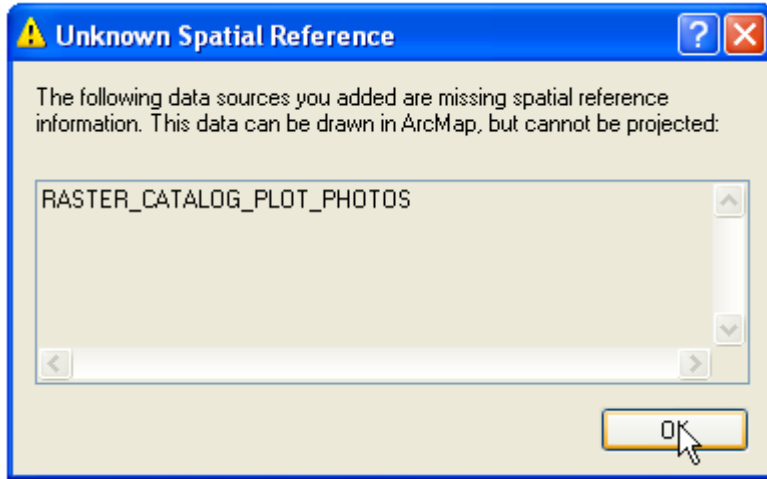 Unknown Spatial Reference
The following data sources you added are missing spatial reference
information. This data can be drawn in ArcMap, but cannot be projected:
RASTER_CATALOG_PLOT_PHOTOS
OK